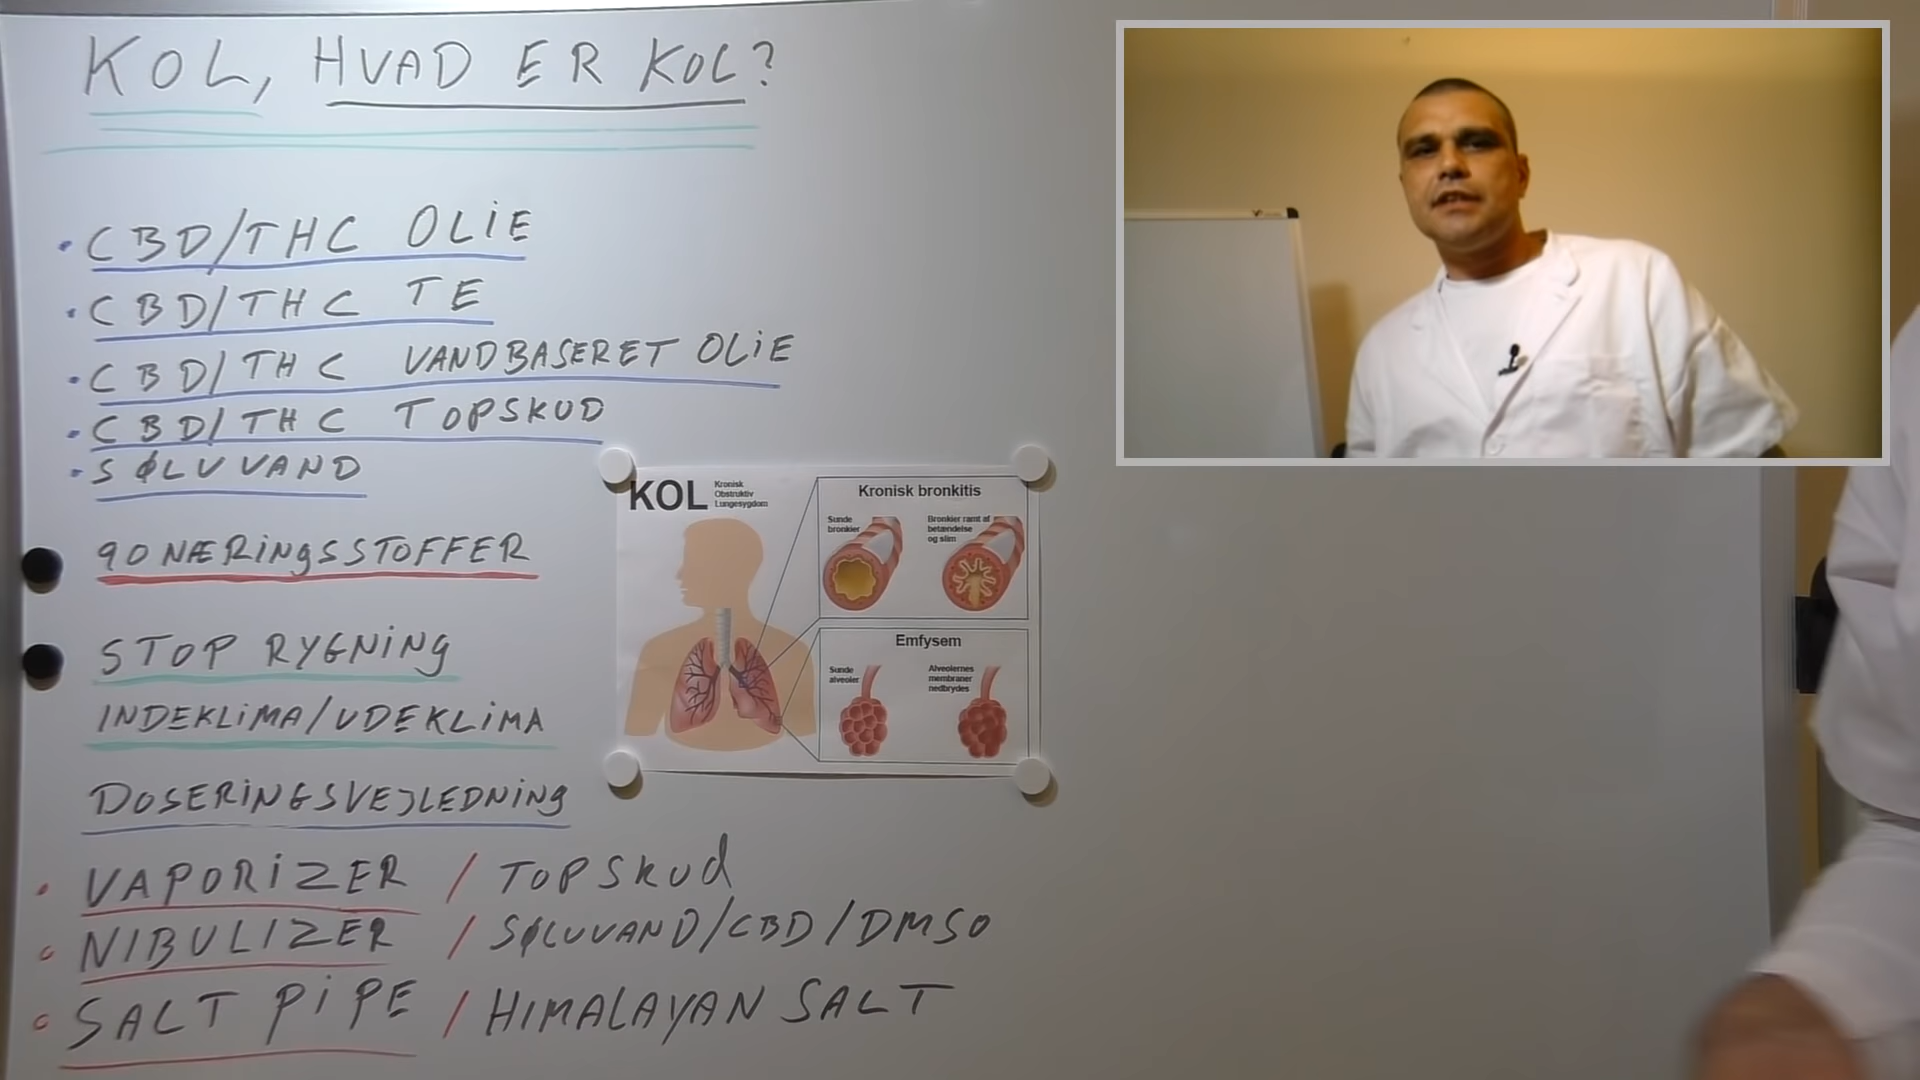 KOL, HVAD ER KOL?
• CBD/THC OLIE
• CBD/THC TE
• CBD/THC VANDBASERET OLIE
• CBD/THC TOPSKUD
• SØLVVAND
90 NÆRINgSSTOFFER
STOP RYGNINg
INDEKLIMA/UDEKLIMA
DOSERINGSVEJLEDNINg
• VAPORIZER / TOPSKUd
• NIBULIZER / SØLVVAND/CBD/DMSO
• SALT PIPE / HIMALAYAN SALT
KOL
Kronisk
Obstruktiv
Lungesygdom
Kronisk bronkitis
Sunde
bronkier
Bronkier ramt af
betændelse
og slim
Emfysem
Sunde
alveoler
Alveolernes
membraner
nedbrydes